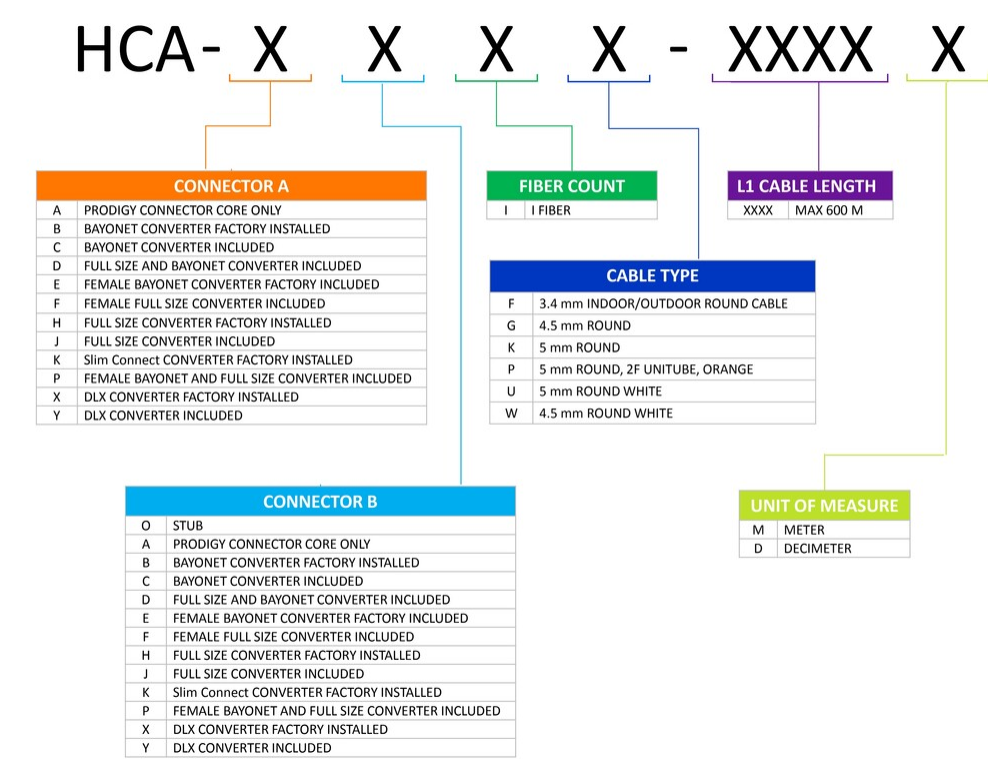 HCA- X X X X - XXXX X
CONNECTOR A
A PRODIGY CONNECTOR CORE ONLY
B BAYONET CONVERTER FACTORY INSTALLED
C BAYONET CONVERTER INCLUDED
D FULL SIZE AND BAYONET CONVERTER INCLUDED
E FEMALE BAYONET CONVERTER FACTORY INCLUDED
F FEMALE FULL SIZE CONVERTER INCLUDED
H FULL SIZE CONVERTER FACTORY INSTALLED
J FULL SIZE CONVERTER INCLUDED
K Slim Connect CONVERTER FACTORY INSTALLED
P FEMALE BAYONET AND FULL SIZE CONVERTER INCLUDED
X DLX CONVERTER FACTORY INSTALLED
Y DLX CONVERTER INCLUDED
FIBER COUNT
I I FIBER
L1 CABLE LENGTH
XXXX MAX 600 M
CABLE TYPE
F 3.4 mm INDOOR/OUTDOOR ROUND CABLE
G 4.5 mm ROUND
K 5 mm ROUND
P 5 mm ROUND, 2F UNITUBE, ORANGE
U 5 mm ROUND WHITE
W 4.5 mm ROUND WHITE
CONNECTOR B
O STUB
A PRODIGY CONNECTOR CORE ONLY
B BAYONET CONVERTER FACTORY INSTALLED
C BAYONET CONVERTER INCLUDED
D FULL SIZE AND BAYONET CONVERTER INCLUDED
E FEMALE BAYONET CONVERTER FACTORY INCLUDED
F FEMALE FULL SIZE CONVERTER INCLUDED
H FULL SIZE CONVERTER FACTORY INSTALLED
J FULL SIZE CONVERTER INCLUDED
K Slim Connect CONVERTER FACTORY INSTALLED
P FEMALE BAYONET AND FULL SIZE CONVERTER INCLUDED
X DLX CONVERTER FACTORY INSTALLED
Y DLX CONVERTER INCLUDED
UNIT OF MEASURE
M METER
D DECIMETER